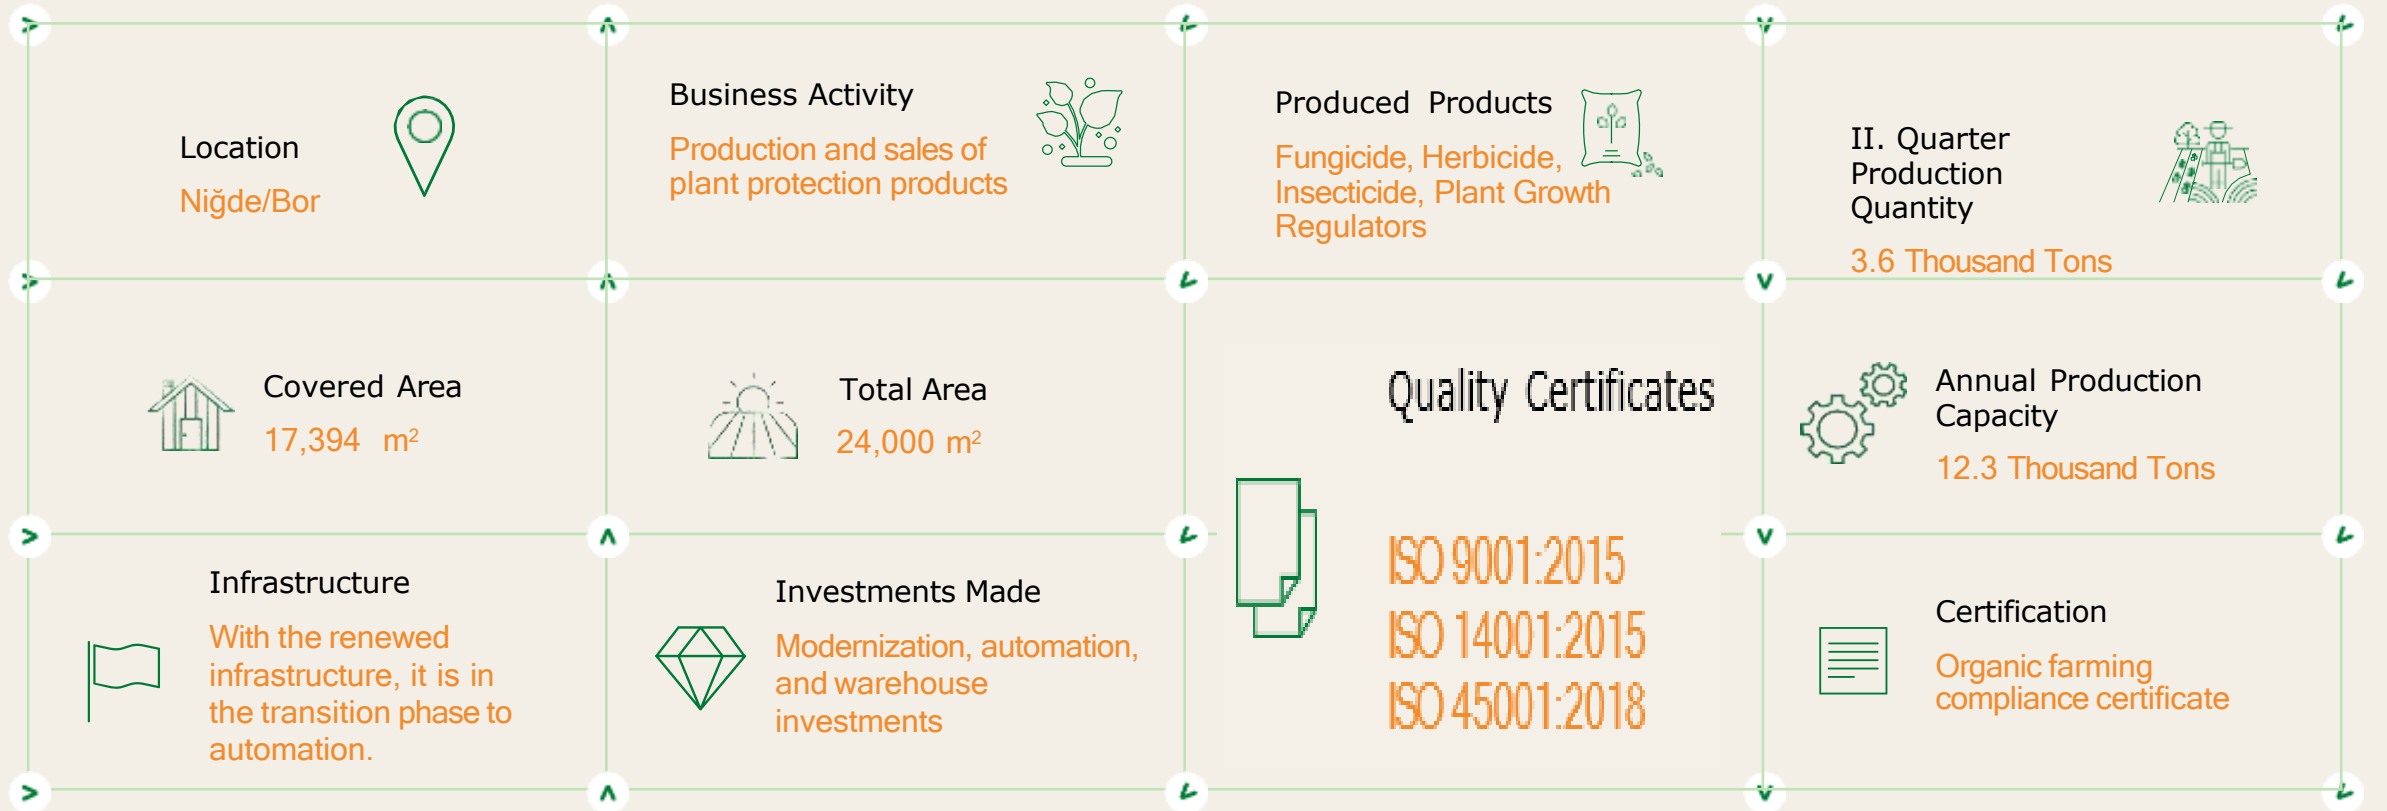 Location
Niğde/Bor
Business Activity
Production and sales of
plant protection products
Produced Products
Fungicide, Herbicide,
Insecticide, Plant Growth
Regulators
II. Quarter
Production
Quantity
3.6 Thousand Tons
Covered Area
17,394 m²
Total Area
24,000 m²
Quality Certificates
ISO 9001:2015
ISO 14001:2015
ISO 45001:2018
Annual Production
Capacity
12.3 Thousand Tons
Infrastructure
With the renewed
infrastructure, it is in
the transition phase to
automation.
Investments Made
Modernization, automation,
and warehouse
investments
Certification
Organic farming
compliance certificate